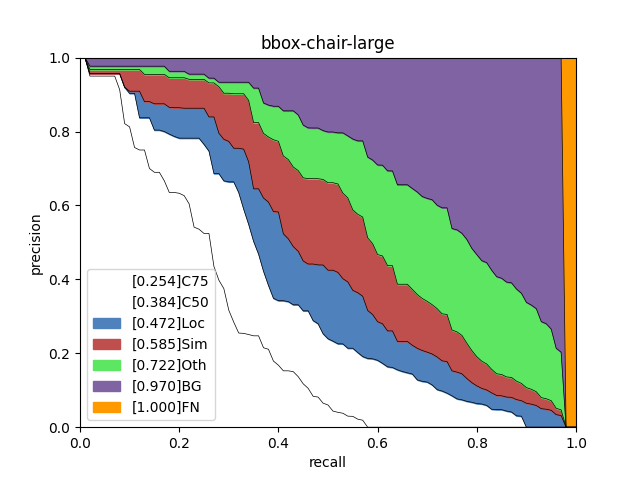 bbox-chair-large
precision
1.0
0.8
0.6
0.4
0.2
0.0
[0.254]C75
[0.384]C50
[0.472]Loc
[0.585]Sim
[0.722]Oth
[0.970]BG
[1.000]FN
0.0 0.2 0.4 0.6 0.8 1.0
recall